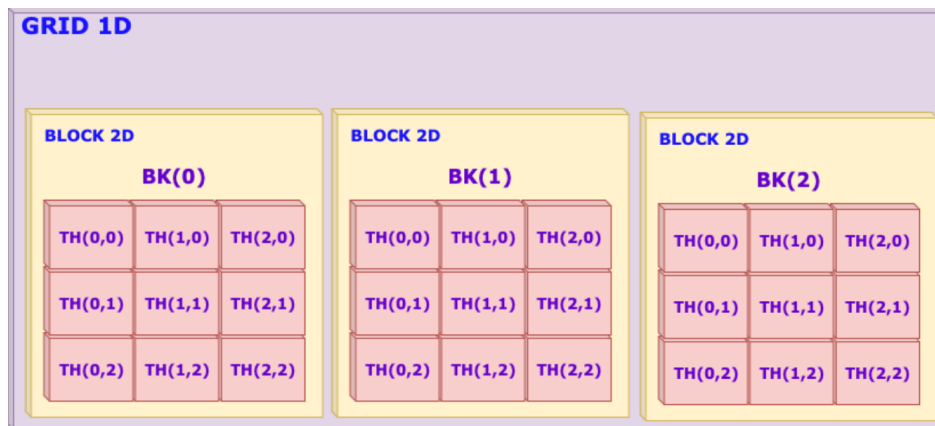 GRID 1D
BLOCK 2D
BK(0)
TH(0,0) TH(1,0) TH(2,0)
TH(0,1) TH(1,1) TH(2,1)
TH(0,2) TH(1,2) TH(2,2)
BLOCK 2D
BK(1)
TH(0,0) TH(1,0) TH(2,0)
TH(0,1) TH(1,1) TH(2,1)
TH(0,2) TH(1,2) TH(2,2)
BLOCK 2D
BK(2)
TH(0,0) TH(1,0) TH(2,0)
TH(0,1) TH(1,1) TH(2,1)
TH(0,2) TH(1,2) TH(2,2)